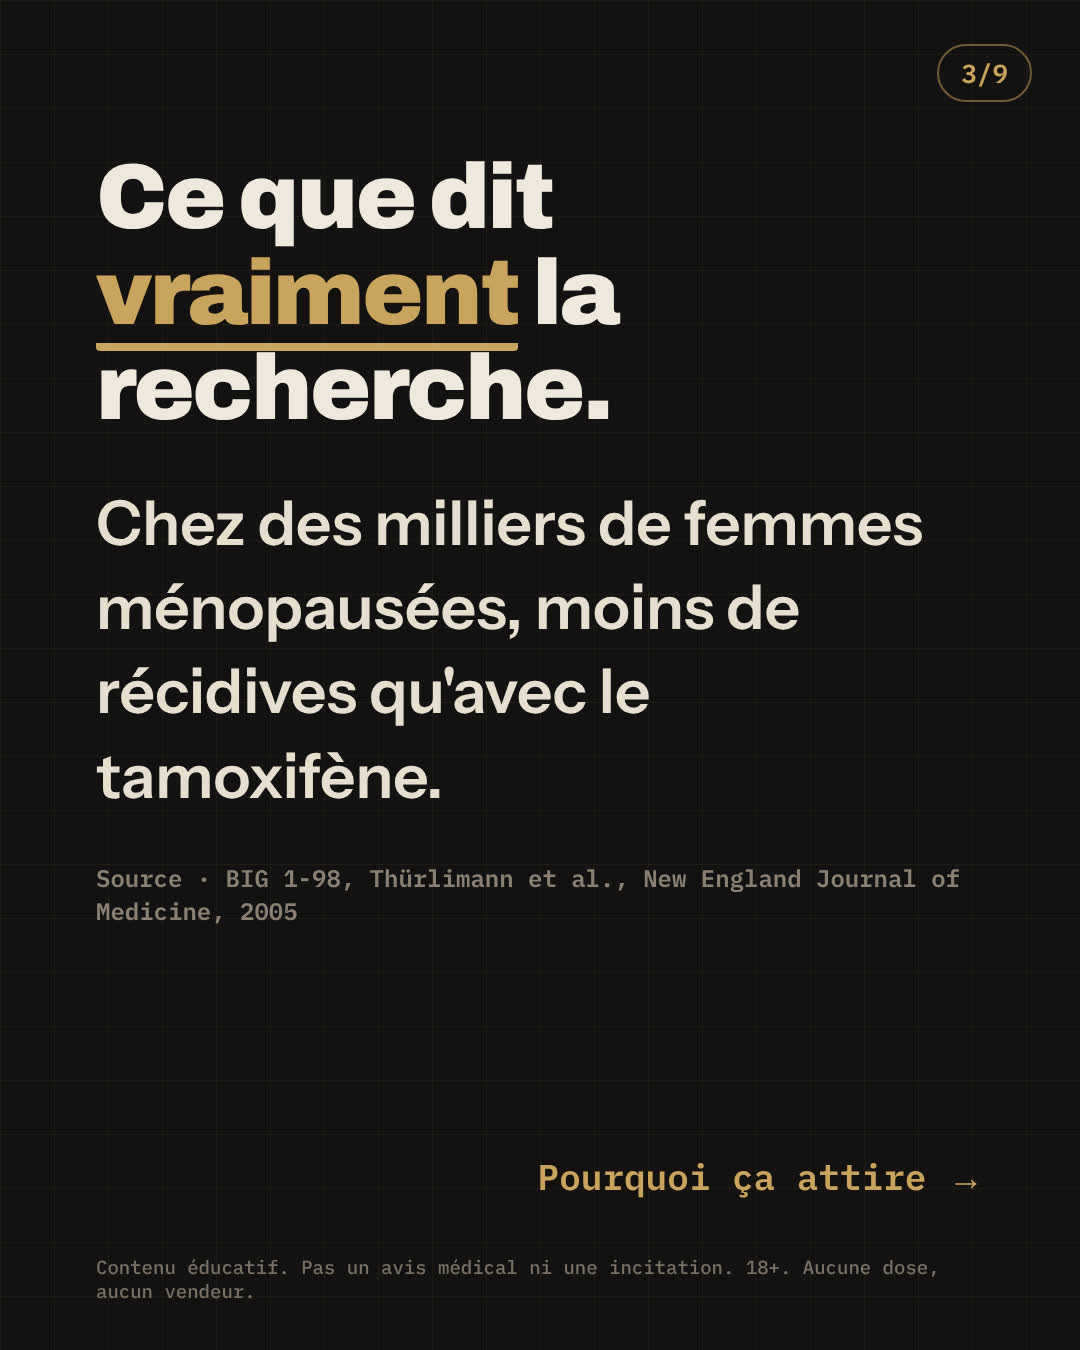 3/9
Ce que dit
vraiment la
recherche.
Chez des milliers de femmes
ménopausées, moins de
récidives qu'avec le
tamoxifène.
Source · BIG 1-98, Thürlimann et al., New England Journal of
Medicine, 2005
Pourquoi ça attire →
Contenu éducatif. Pas un avis médical ni une incitation. 18+. Aucune dose,
aucun vendeur.